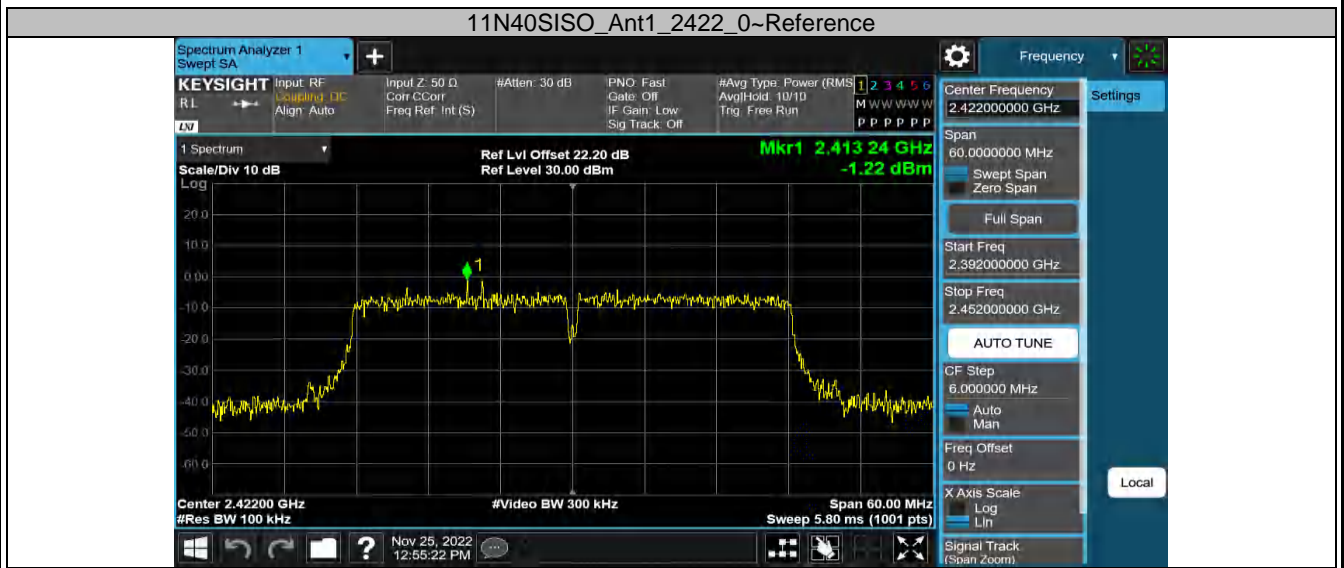 11N40SISO_Ant1_2422_0~Reference
Spectrum Analyzer 1
Swept SA
+
Frequency
KEYSIGHT
RL
LXI
Input: RF
Coupling: DC
Align: Auto
Input Z: 50 Ω
Corr CCorr
Freq Ref: Int (S)
#Atten: 30 dB
PNO: Fast
Gate: Off
IF Gain: Low
Sig Track: Off
#Avg Type: Power (RMS
Avg|Hold: 10/10
Trig: Free Run
1 2 3 4 5 6
M W W W W W
P P P P P P
Center Frequency
2.422000000 GHz
Settings
Span
60.0000000 MHz
Swept Span
Zero Span
Full Span
Start Freq
2.392000000 GHz
Stop Freq
2.452000000 GHz
AUTO TUNE
CF Step
6.000000 MHz
Auto
Man
Freq Offset
0 Hz
X Axis Scale
Log
Lin
Signal Track
(Span Zoom)
Local
1 Spectrum
Scale/Div 10 dB
Log
Ref Lvl Offset 22.20 dB
Ref Level 30.00 dBm
Mkr1 2.413 24 GHz
-1.22 dBm
20.0
10.0
0.00
-10.0
-20.0
-30.0
-40.0
-50.0
-60.0
1
Center 2.42200 GHz
#Res BW 100 kHz
#Video BW 300 kHz
Span 60.00 MHz
Sweep 5.80 ms (1001 pts)
?
Nov 25, 2022
12:55:22 PM